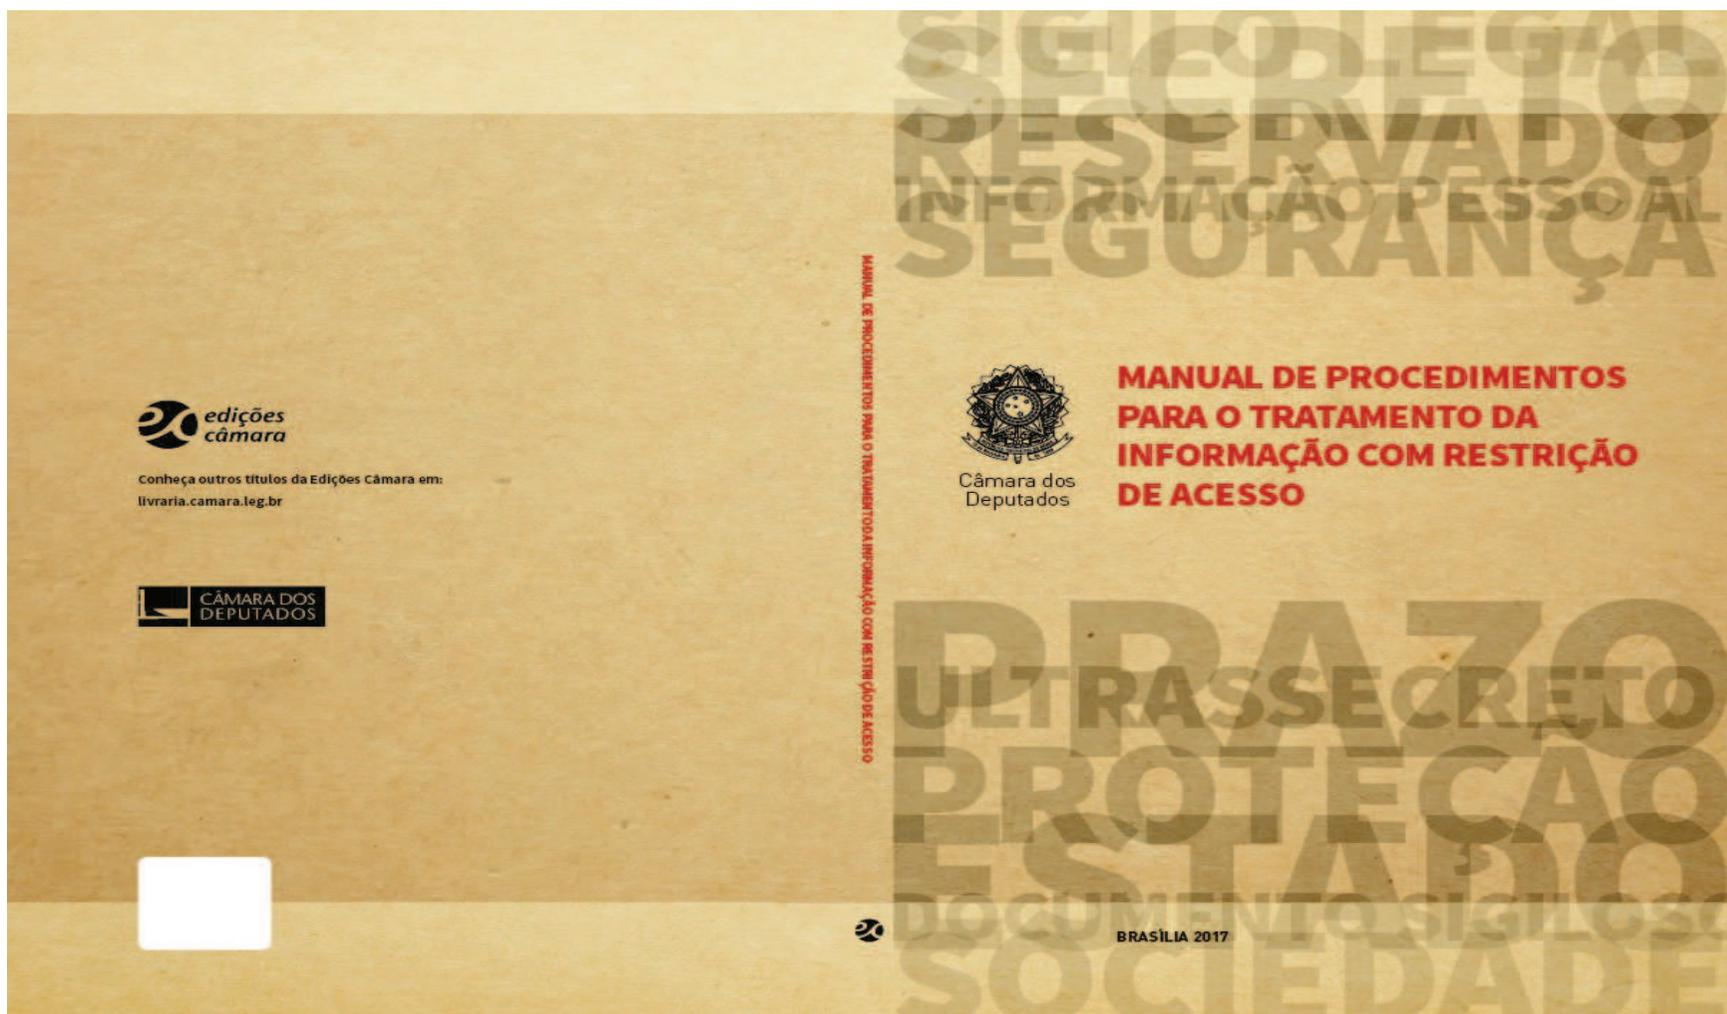 edições
câmara
Conheça outros títulos da Edições Câmara em:
livraria.camara.leg.br
CÂMARA DOS
DEPUTADOS
MANUAL DE PROCEDIMENTOS PARA O TRATAMENTODA INFORMAÇÃO COM RESTRIÇÃO DE ACESSO
SIGILO LEGAL
SECRETO
RESERVADO
INFORMAÇÃO PESSOAL
SEGURANÇA
Câmara dos
Deputados
MANUAL DE PROCEDIMENTOS
PARA O TRATAMENTO DA
INFORMAÇÃO COM RESTRIÇÃO
DE ACESSO
PRAZO
ULTRASSECRETO
PROTEÇÃO
ESTADO
DOCUMENTO SIGILOSO
BRASÍLIA 2017
SOCIEDADE